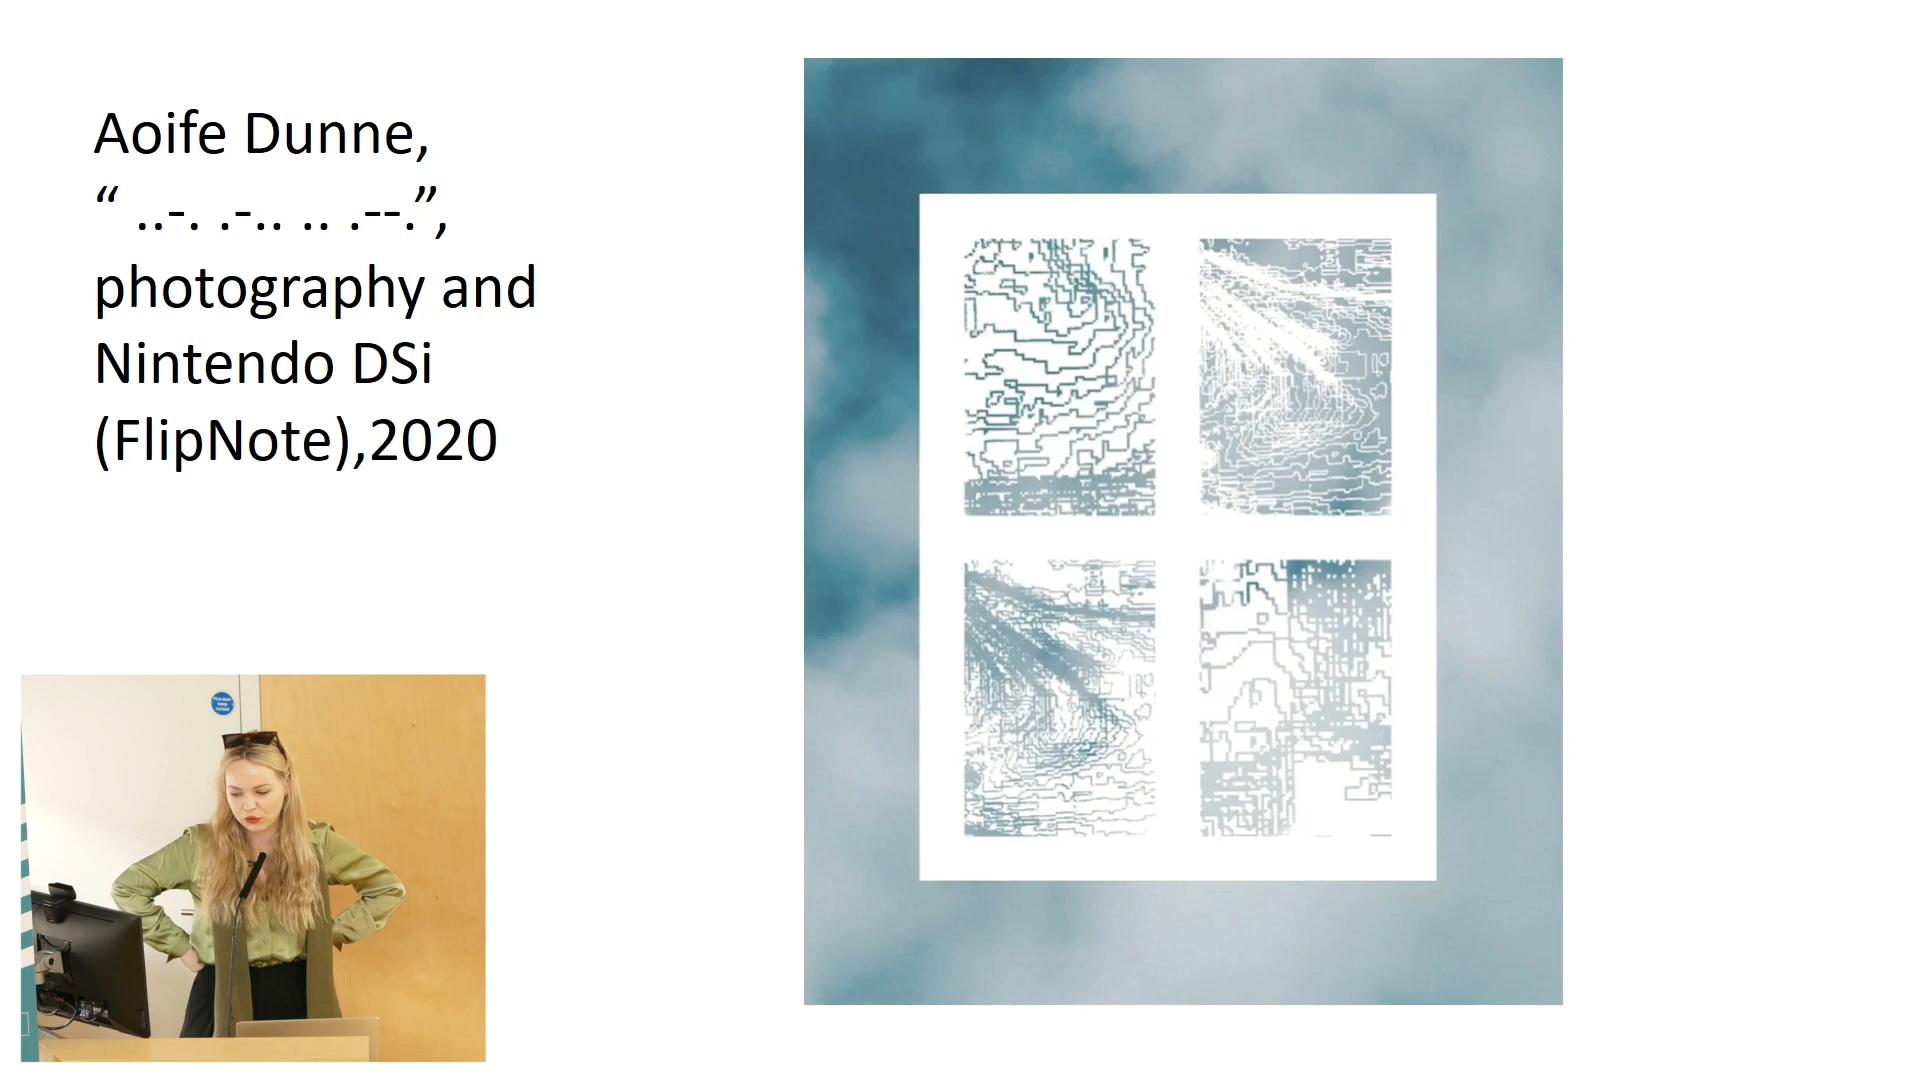 Aoife Dunne,
“ ..-. .-.. .. .--.”,
photography and
Nintendo DSi
(FlipNote),2020